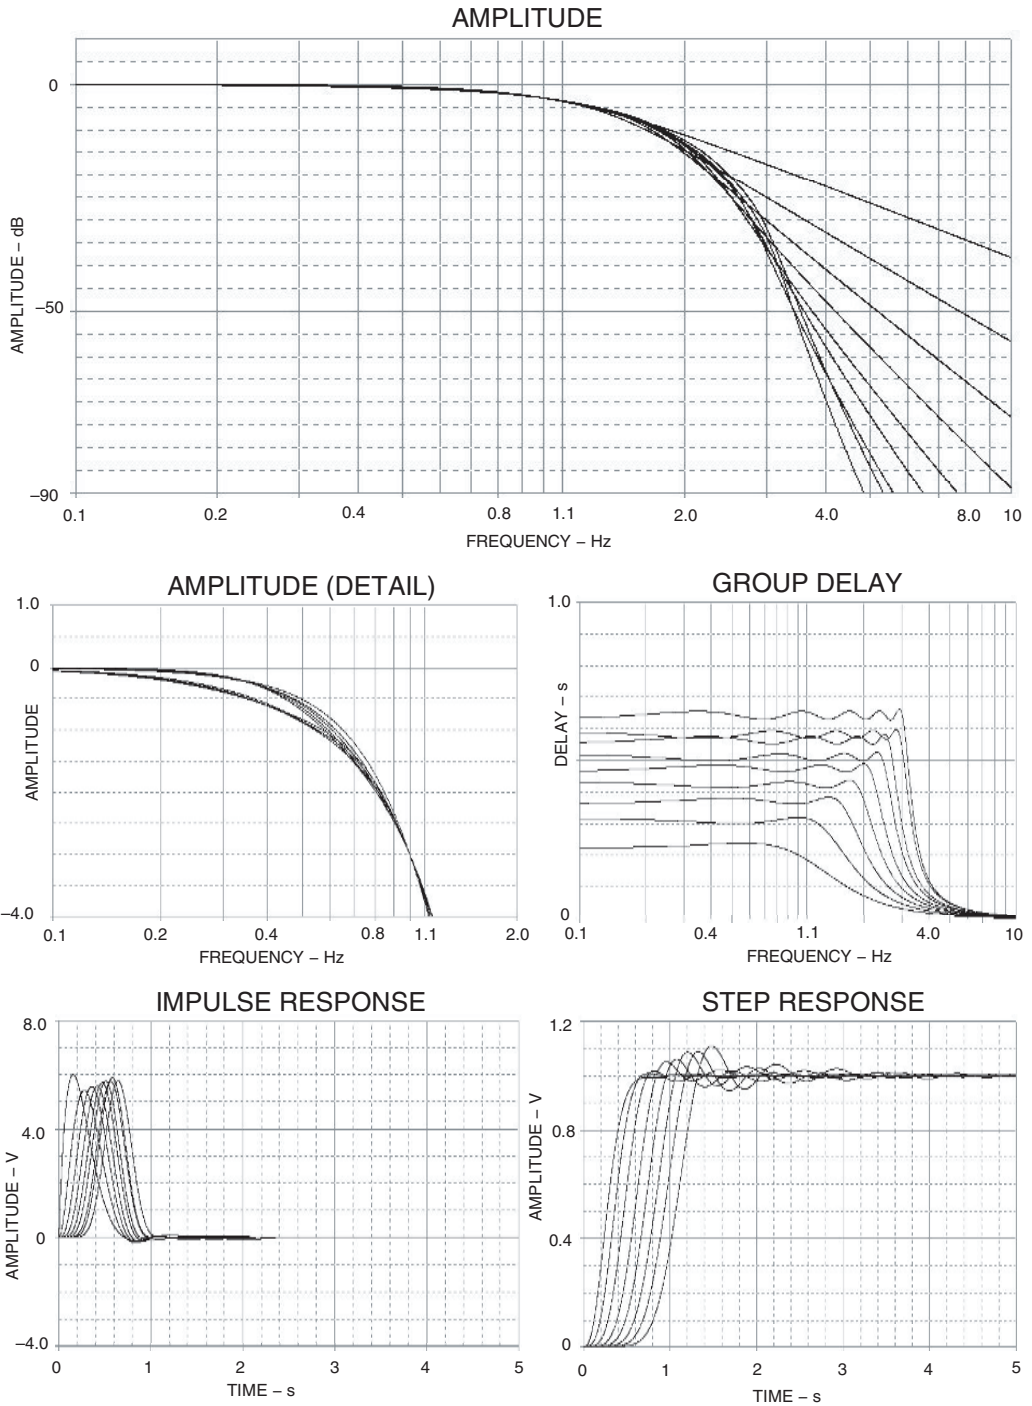 AMPLITUDE
0
–50
–90
AMPLITUDE – dB
0.1 0.2 0.4 0.8 1.1 2.0 4.0 8.0 10
FREQUENCY – Hz
AMPLITUDE (DETAIL)
1.0
0
–4.0
AMPLITUDE
0.1 0.2 0.4 0.8 1.1 2.0
FREQUENCY – Hz
GROUP DELAY
1.0
0
DELAY – s
0.1 0.4 1.1 4.0 10
FREQUENCY – Hz
IMPULSE RESPONSE
8.0
4.0
0
–4.0
AMPLITUDE – V
0 1 2 3 4 5
TIME – s
STEP RESPONSE
1.2
0.8
0.4
0
AMPLITUDE – V
0 1 2 3 4 5
TIME – s